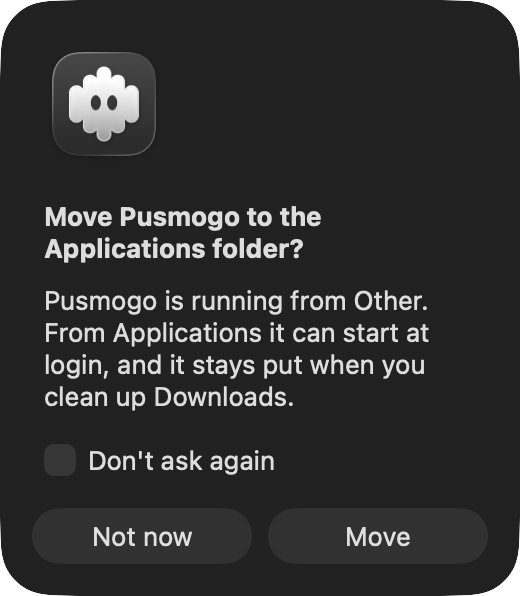 Move Pusmogo to the
Applications folder?
Pusmogo is running from Other.
From Applications it can start at
login, and it stays put when you
clean up Downloads.
Don't ask again
Not now
Move